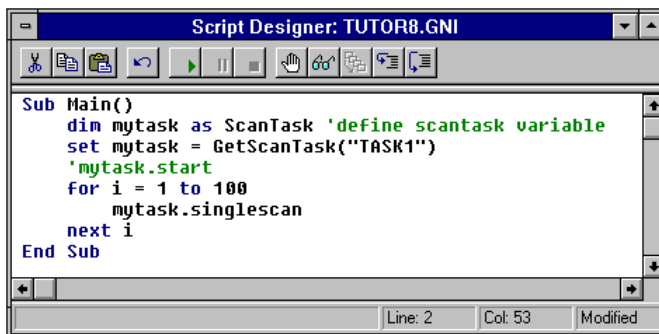 Script Designer: TUTOR8.GNI
Sub Main()
    dim mytask as ScanTask 'define scantask variable
    set mytask = GetScanTask("TASK1")
    'mytask.start
    for i = 1 to 100
        mytask.singlescan
    next i
End Sub
Line: 2 Col: 53 Modified